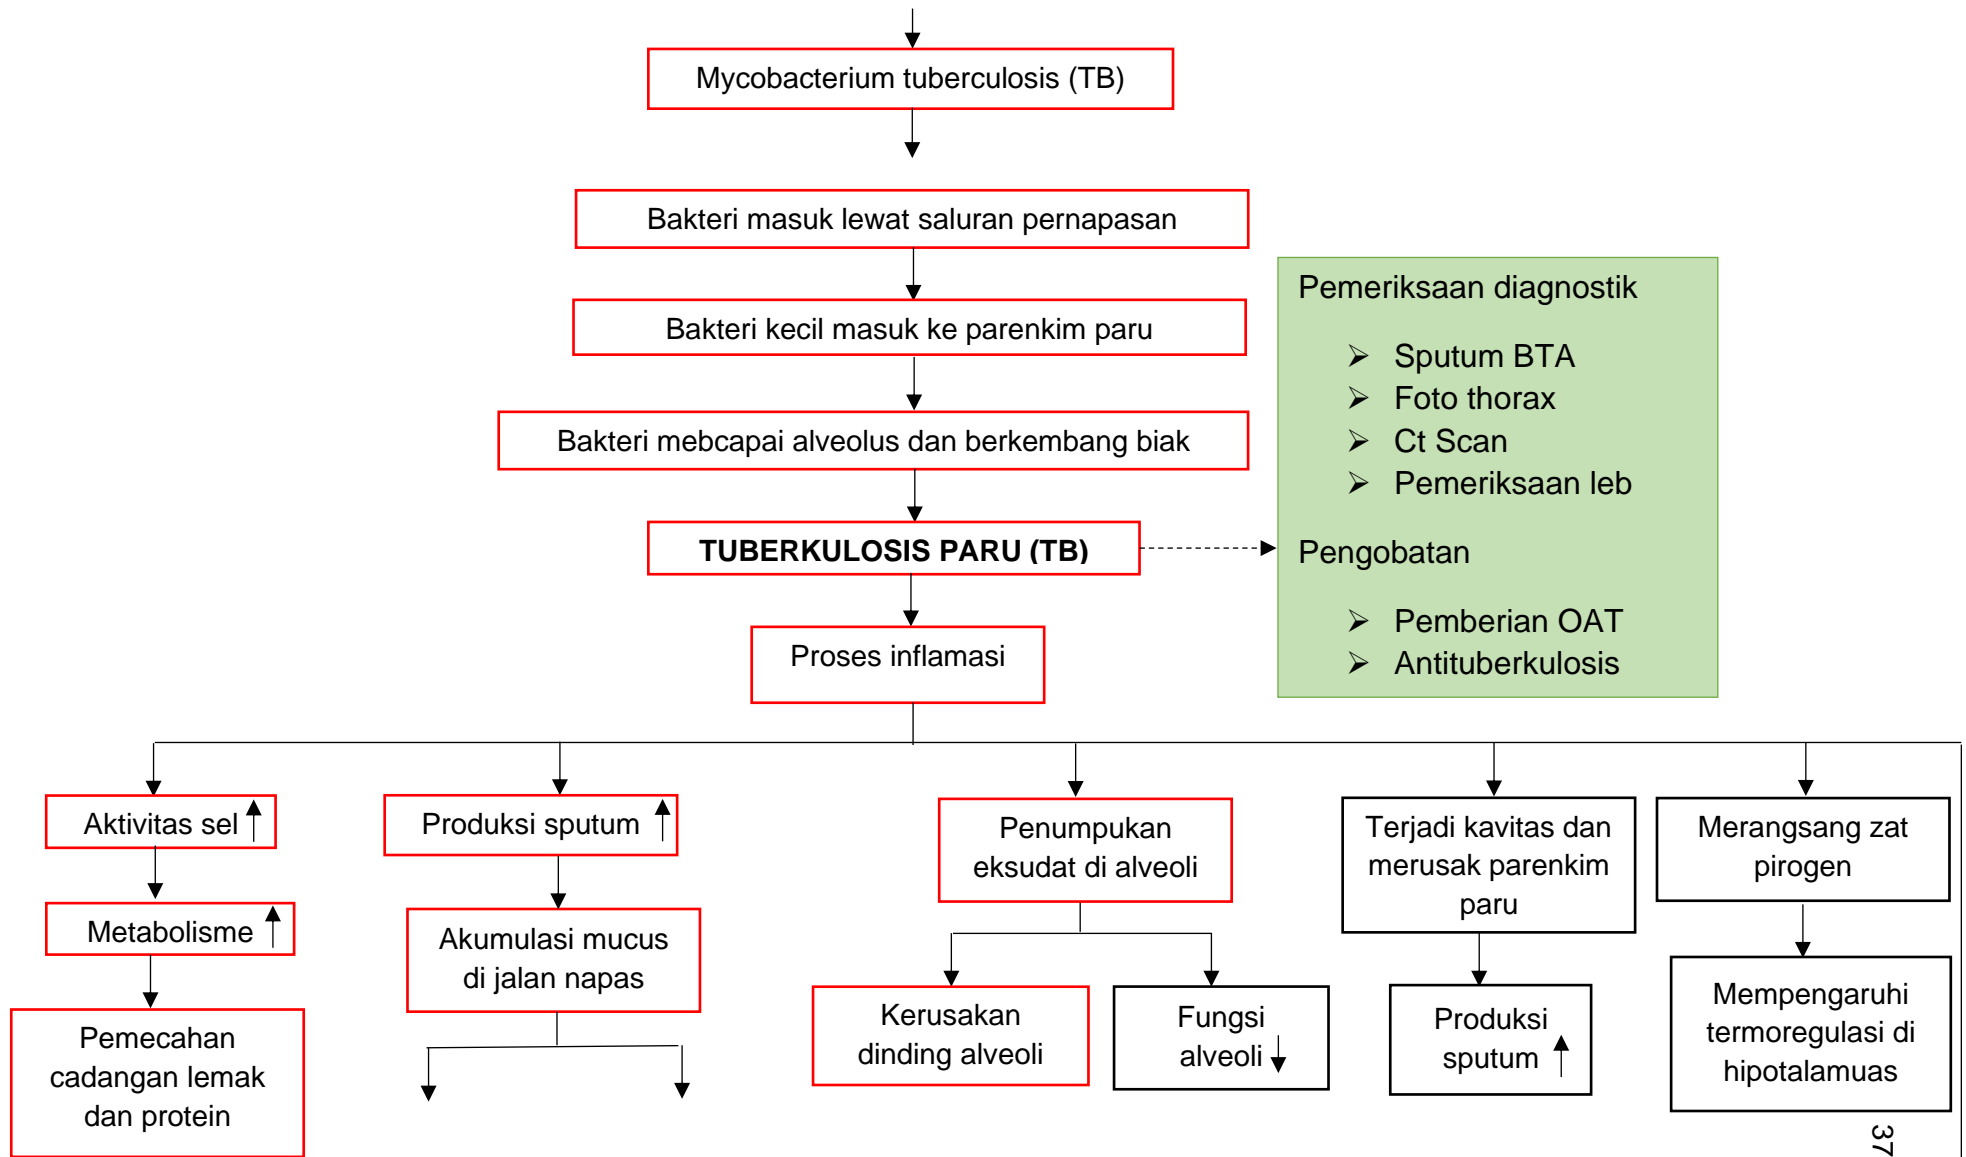 Mycobacterium tuberculosis (TB)
Bakteri masuk lewat saluran pernapasan
Bakteri kecil masuk ke parenkim paru
Bakteri mebcapai alveolus dan berkembang biak
TUBERKULOSIS PARU (TB)
Proses inflamasi
Pemeriksaan diagnostik
➢ Sputum BTA
➢ Foto thorax
➢ Ct Scan
➢ Pemeriksaan leb
Pengobatan
➢ Pemberian OAT
➢ Antituberkulosis
Aktivitas sel
Metabolisme
Pemecahan
cadangan lemak
dan protein
Produksi sputum
Akumulasi mucus
di jalan napas
Penumpukan
eksudat di alveoli
Kerusakan
dinding alveoli
Fungsi
alveoli
Terjadi kavitas dan
merusak parenkim
paru
Produksi
sputum
Merangsang zat
pirogen
Mempengaruhi
termoregulasi di
hipotalamuas
37